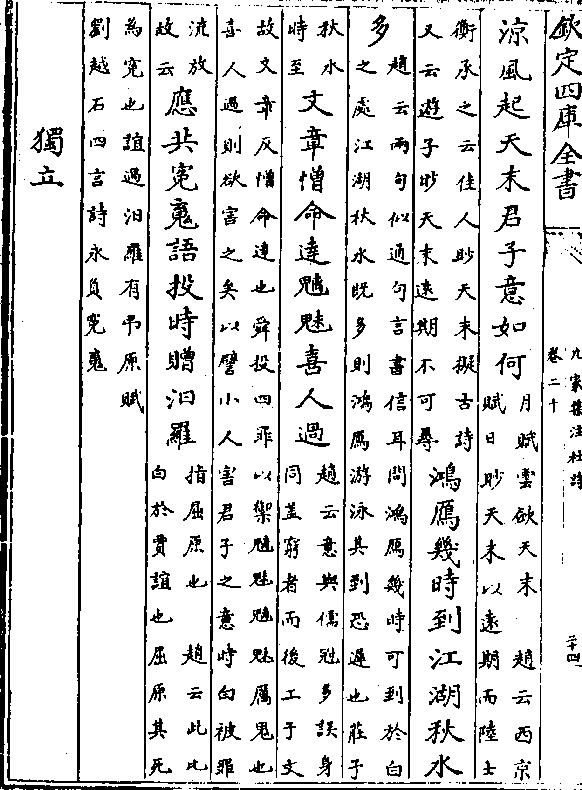 欽定四庫全書
九家集注杜詩
卷二十
二十四
涼風起天末君子意如何
月賦雲歛天末 趙云西京
賦曰眇天末以遠期而陸士
衡承之云佳人眇天末擬古詩
又云遊子眇天末遠期不可尋
鴻鴈幾時到江湖秋水
多
趙云兩句似通句言書信耳問鴻鴈幾時可到於白
之處江湖秋水既多則鴻鴈游泳其到恐遲也莊子
秋水
時至
文章憎命達魑魅喜人過
趙云意與儒冠多誤身
同蓋窮者而後工于文
故文章反憎命達也舜投四罪以禦魑魅魑魅厲鬼也
喜人過則欲害之矣以譬小人害君子之意時白被罪
流放
故云
應共寃䰟語投時贈汨羅
指屈原也 趙云此比
白於賈誼也屈原其死
為寃也誼過汨羅有弔原賦
劉越石四言詩永負寃䰟
獨立